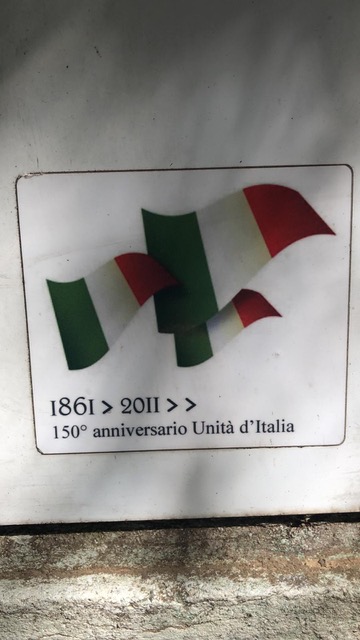 1861 > 2011 > >
150° anniversario Unità d'Italia